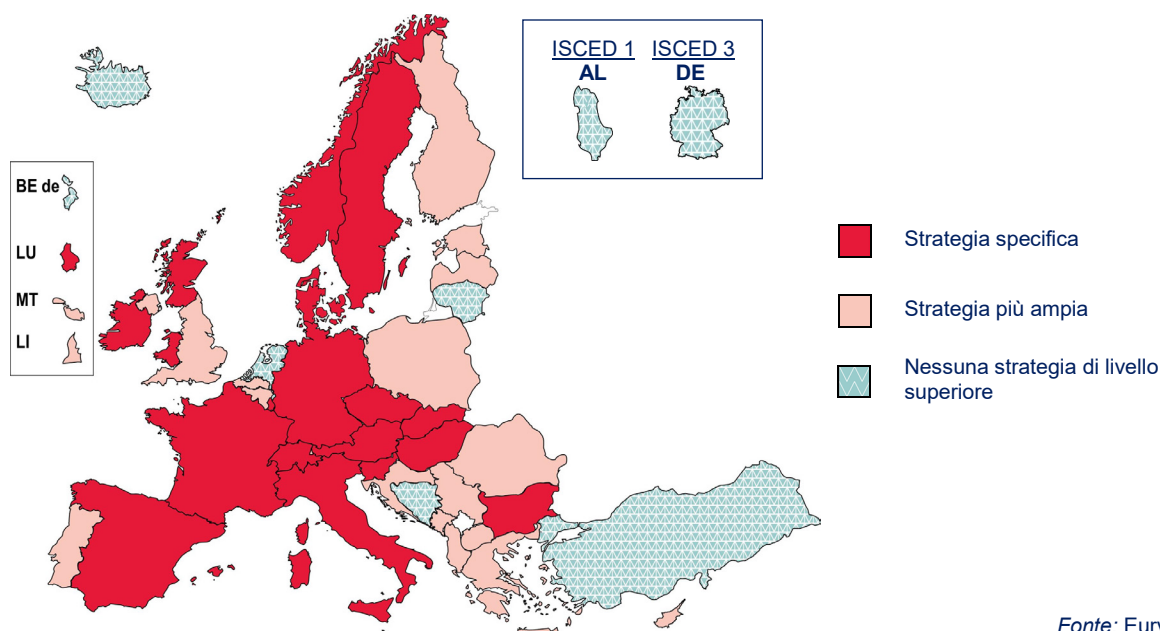 ISCED 1 ISCED 3
AL DE
BE de
LU
MT
LI
Strategia specifica
Strategia più ampia
Nessuna strategia di livello
superiore
Fonte: